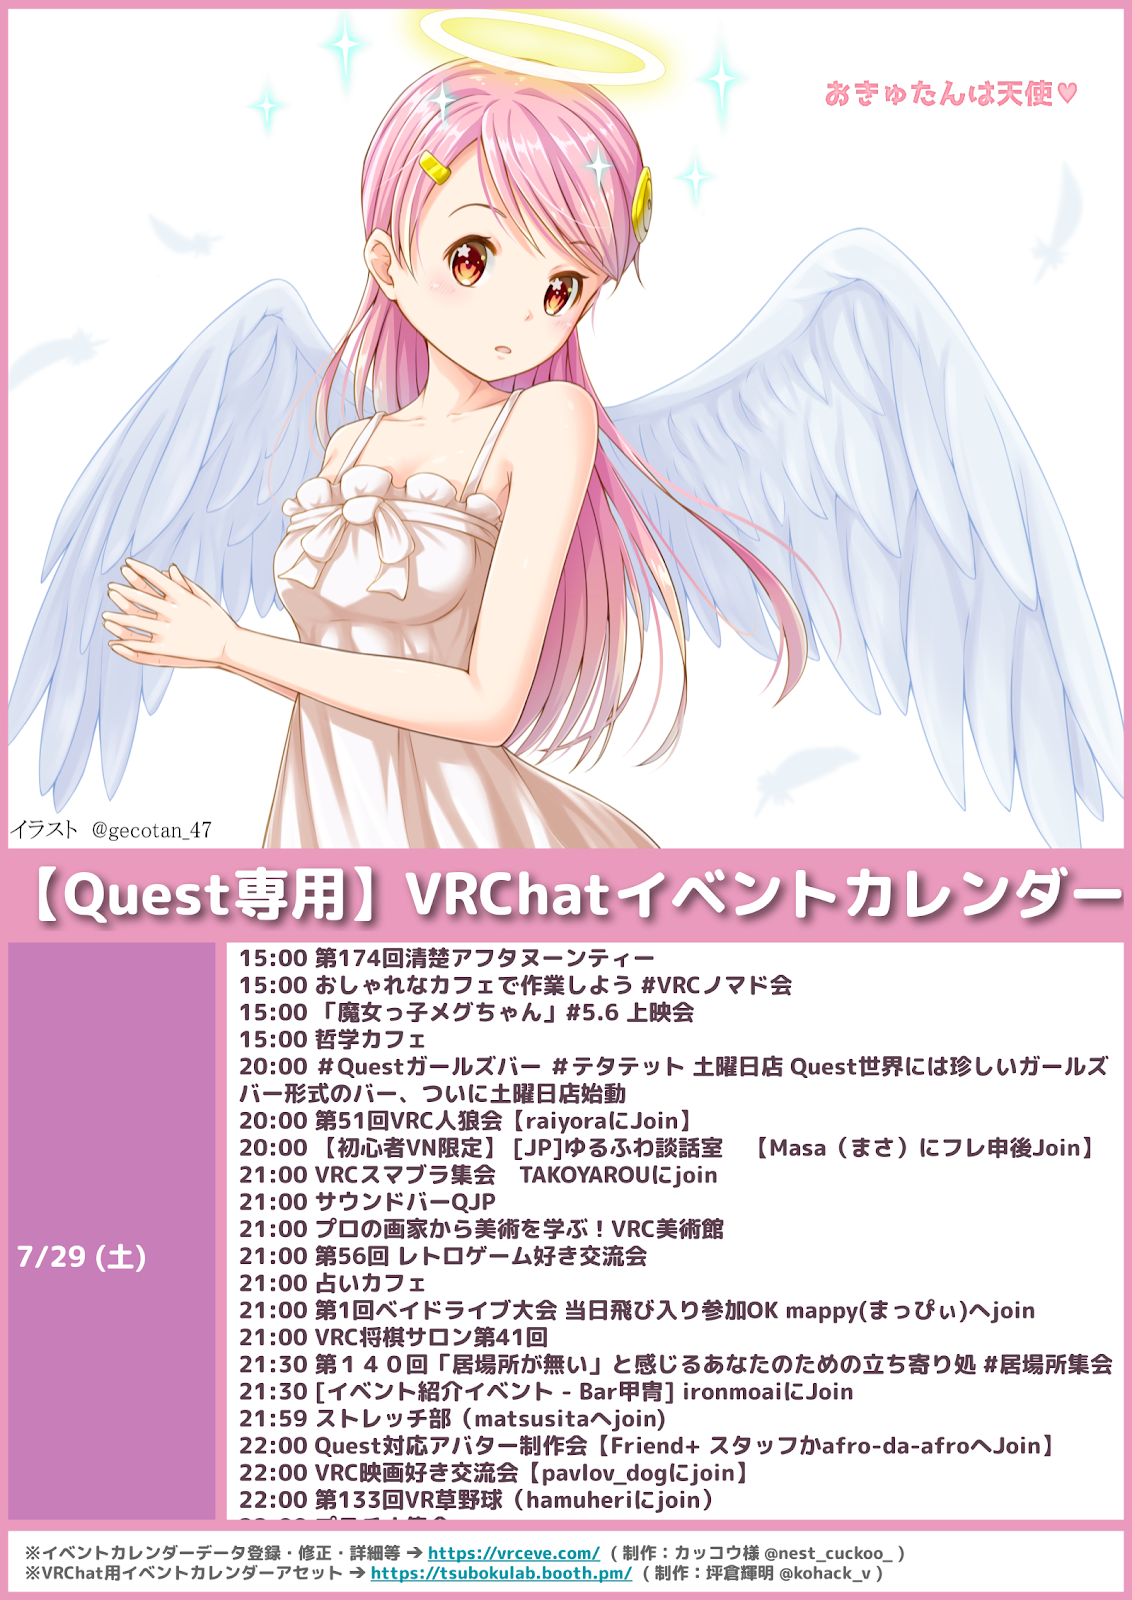 おきゅたんは天使♥
イラスト @gecotan_47
【Quest専用】VRChatイベントカレンダー
7/29 (土)
15:00 第174回清楚アフタヌーンティー
15:00 おしゃれなカフェで作業しよう #VRCノマド会
15:00 「魔女っ子メグちゃん」#5.6 上映会
15:00 哲学カフェ
20:00 ＃Questガールズバー ＃テタテット 土曜日店 Quest世界には珍しいガールズ
バー形式のバー、ついに土曜日店始動
20:00 第51回VRC人狼会【raiyoraにJoin】
20:00 【初心者VN限定】 [JP]ゆるふわ談話室　【Masa（まさ）にフレ申後Join】
21:00 VRCスマブラ集会　TAKOYAROUにjoin
21:00 サウンドバーQJP
21:00 プロの画家から美術を学ぶ！VRC美術館
21:00 第56回 レトロゲーム好き交流会
21:00 占いカフェ
21:00 第1回ベイドライブ大会 当日飛び入り参加OK mappy(まっぴぃ)へjoin
21:00 VRC将棋サロン第41回
21:30 第１４０回「居場所が無い」と感じるあなたのための立ち寄り処 #居場所集会
21:30 [イベント紹介イベント - Bar甲冑] ironmoaiにJoin
21:59 ストレッチ部（matsusitaへjoin)
22:00 Quest対応アバター制作会【Friend+ スタッフかafro-da-afroへJoin】
22:00 VRC映画好き交流会【pavlov_dogにjoin】
22:00 第133回VR草野球（hamuheriにjoin）
※イベントカレンダーデータ登録・修正・詳細等 ➔ https://vrceve.com/ ( 制作：カッコウ様 @nest_cuckoo_ )
※VRChat用イベントカレンダーアセット ➔ https://tsubokulab.booth.pm/ ( 制作：坪倉輝明 @kohack_v )